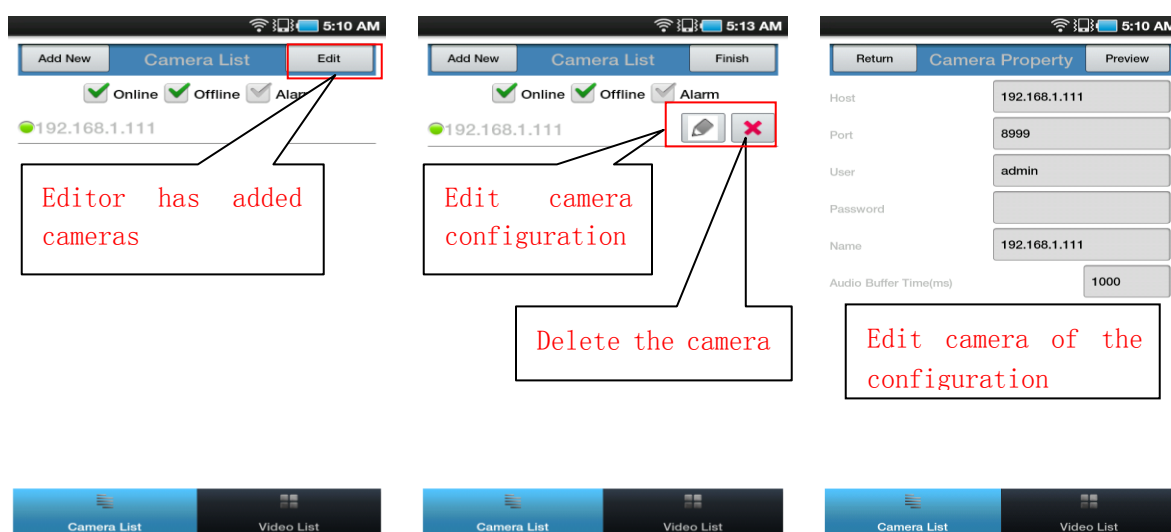 5:10 AM
Add New Camera List Edit
Online Offline Alarm
192.168.1.111
Editor has added
cameras
Camera List Video List
5:13 AM
Add New Camera List Finish
Online Offline Alarm
192.168.1.111
Edit camera
configuration
Delete the camera
Camera List Video List
5:10 AM
Return Camera Property Preview
Host 192.168.1.111
Port 8999
User admin
Password
Name 192.168.1.111
Audio Buffer Time(ms) 1000
Edit camera of the
configuration
Camera List Video List